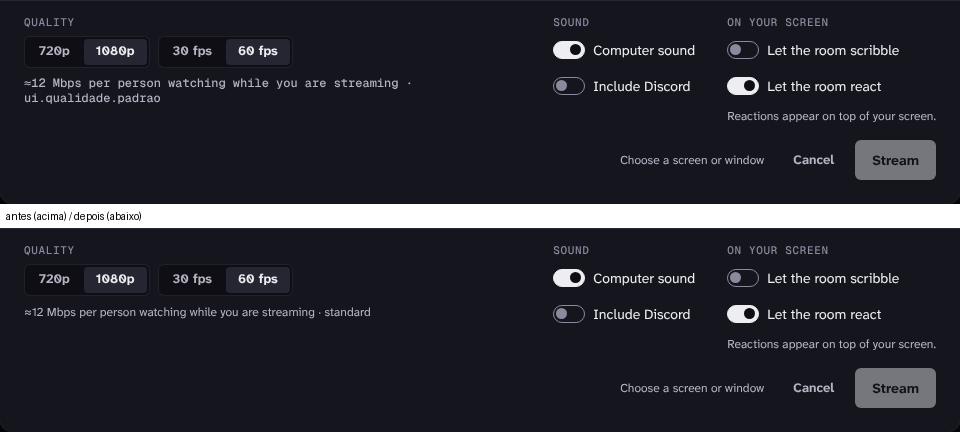 QUALITY SOUND ON YOUR SCREEN
720p 1080p 30 fps 60 fps Computer sound Let the room scribble
≈12 Mbps per person watching while you are streaming ·
ui.qualidade.padrao
Include Discord Let the room react
Reactions appear on top of your screen.
Choose a screen or window Cancel Stream
antes (acima) / depois (abaixo)
QUALITY SOUND ON YOUR SCREEN
720p 1080p 30 fps 60 fps Computer sound Let the room scribble
≈12 Mbps per person watching while you are streaming · standard Include Discord Let the room react
Reactions appear on top of your screen.
Choose a screen or window Cancel Stream